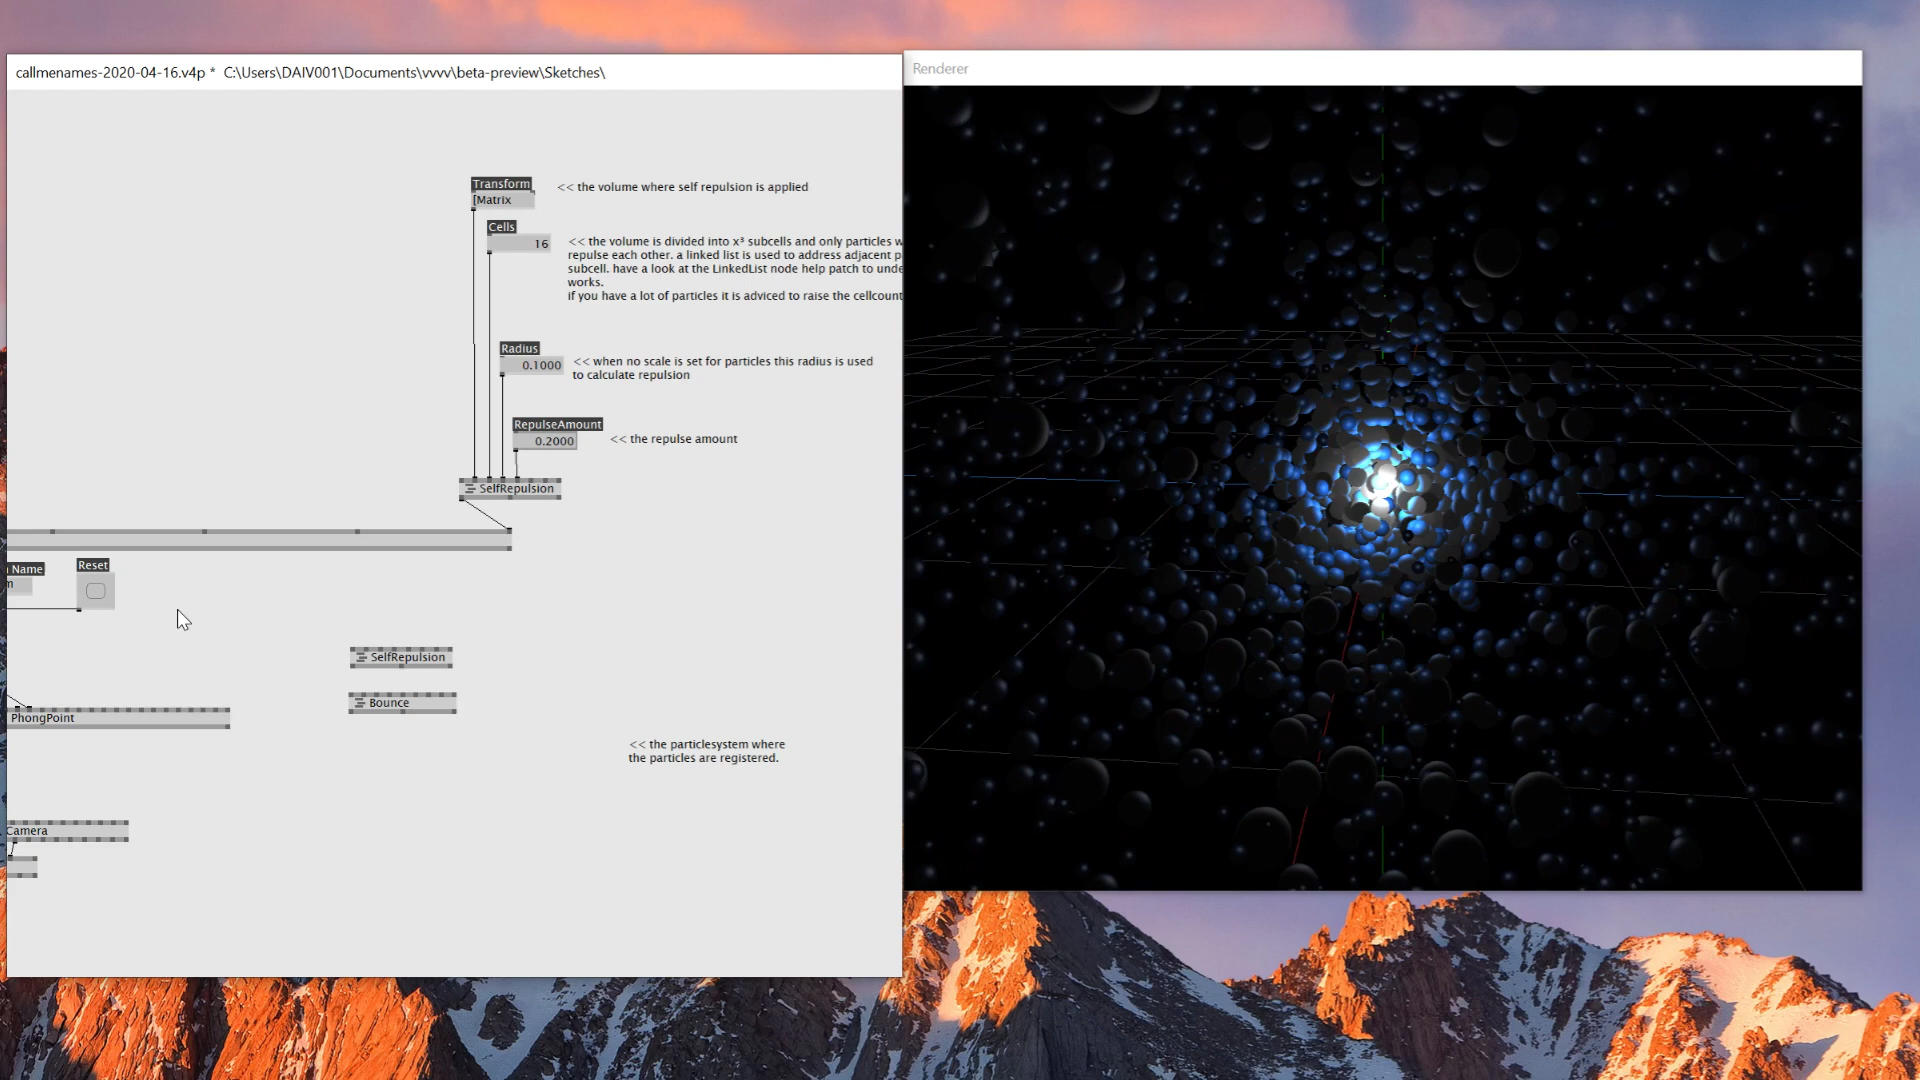 callmenames-2020-04-16.v4p * C:\Users\DAIV001\Documents\vvvv\beta-preview\Sketches\
Renderer
Transform
[Matrix
<< the volume where self repulsion is applied
Cells
16
<< the volume is divided into x³ subcells and only particles w
repulse each other. a linked list is used to address adjacent p
subcell. have a look at the LinkedList node help patch to unde
works.
if you have a lot of particles it is adviced to raise the cellcount
Radius
0.1000
<< when no scale is set for particles this radius is used
to calculate repulsion
RepulseAmount
0.2000
<< the repulse amount
SelfRepulsion
Name
Reset
SelfRepulsion
Bounce
PhongPoint
<< the particlesystem where
the particles are registered.
Camera